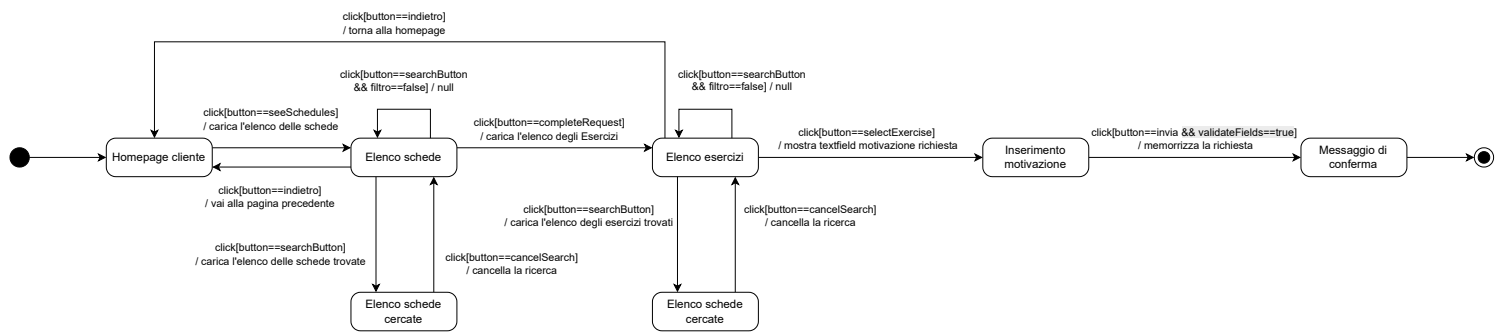 click[button==indietro]
/ torna alla homepage
click[button==searchButton
&& filtro==false] / null
click[button==searchButton
&& filtro==false] / null
click[button==seeSchedules]
/ carica l'elenco delle schede
click[button==completeRequest]
/ carica l'elenco degli Esercizi
click[button==selectExercise]
/ mostra textfield motivazione richiesta
click[button==invia && validateFields==true]
/ memorrizza la richiesta
Homepage cliente
Elenco schede
Elenco esercizi
Inserimento
motivazione
Messaggio di
conferma
click[button==indietro]
/ vai alla pagina precedente
click[button==searchButton]
/ carica l'elenco degli esercizi trovati
click[button==cancelSearch]
/ cancella la ricerca
click[button==searchButton]
/ carica l'elenco delle schede trovate
click[button==cancelSearch]
/ cancella la ricerca
Elenco schede
cercate
Elenco schede
cercate